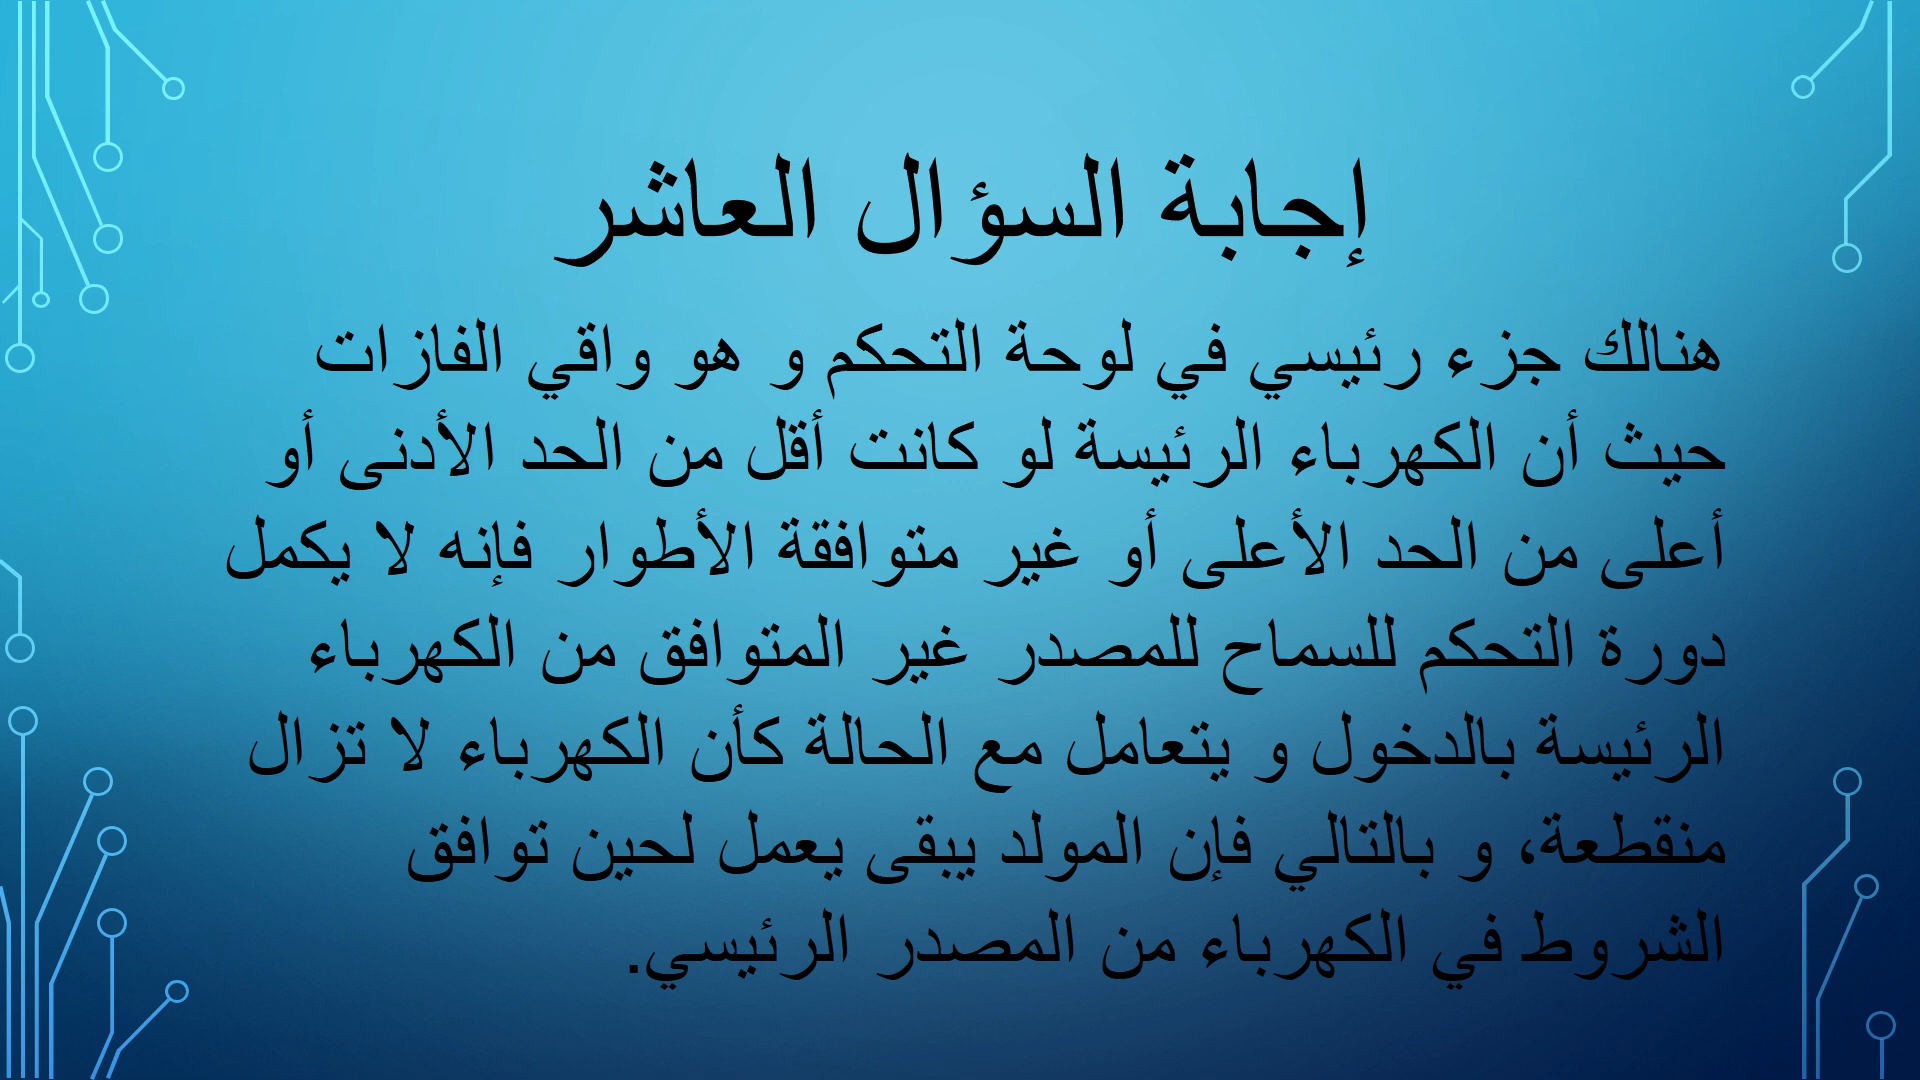 إجابة السؤال العاشر
هنالك جزء رئيسي في لوحة التحكم و هو واقي الفازات
حيث أن الكهرباء الرئيسة لو كانت أقل من الحد الأدنى أو
أعلى من الحد الأعلى أو غير متوافقة الأطوار فإنه لا يكمل
دورة التحكم للسماح للمصدر غير المتوافق من الكهرباء
الرئيسة بالدخول و يتعامل مع الحالة كأن الكهرباء لا تزال
منقطعة، و بالتالي فإن المولد يبقى يعمل لحين توافق
الشروط في الكهرباء من المصدر الرئيسي.